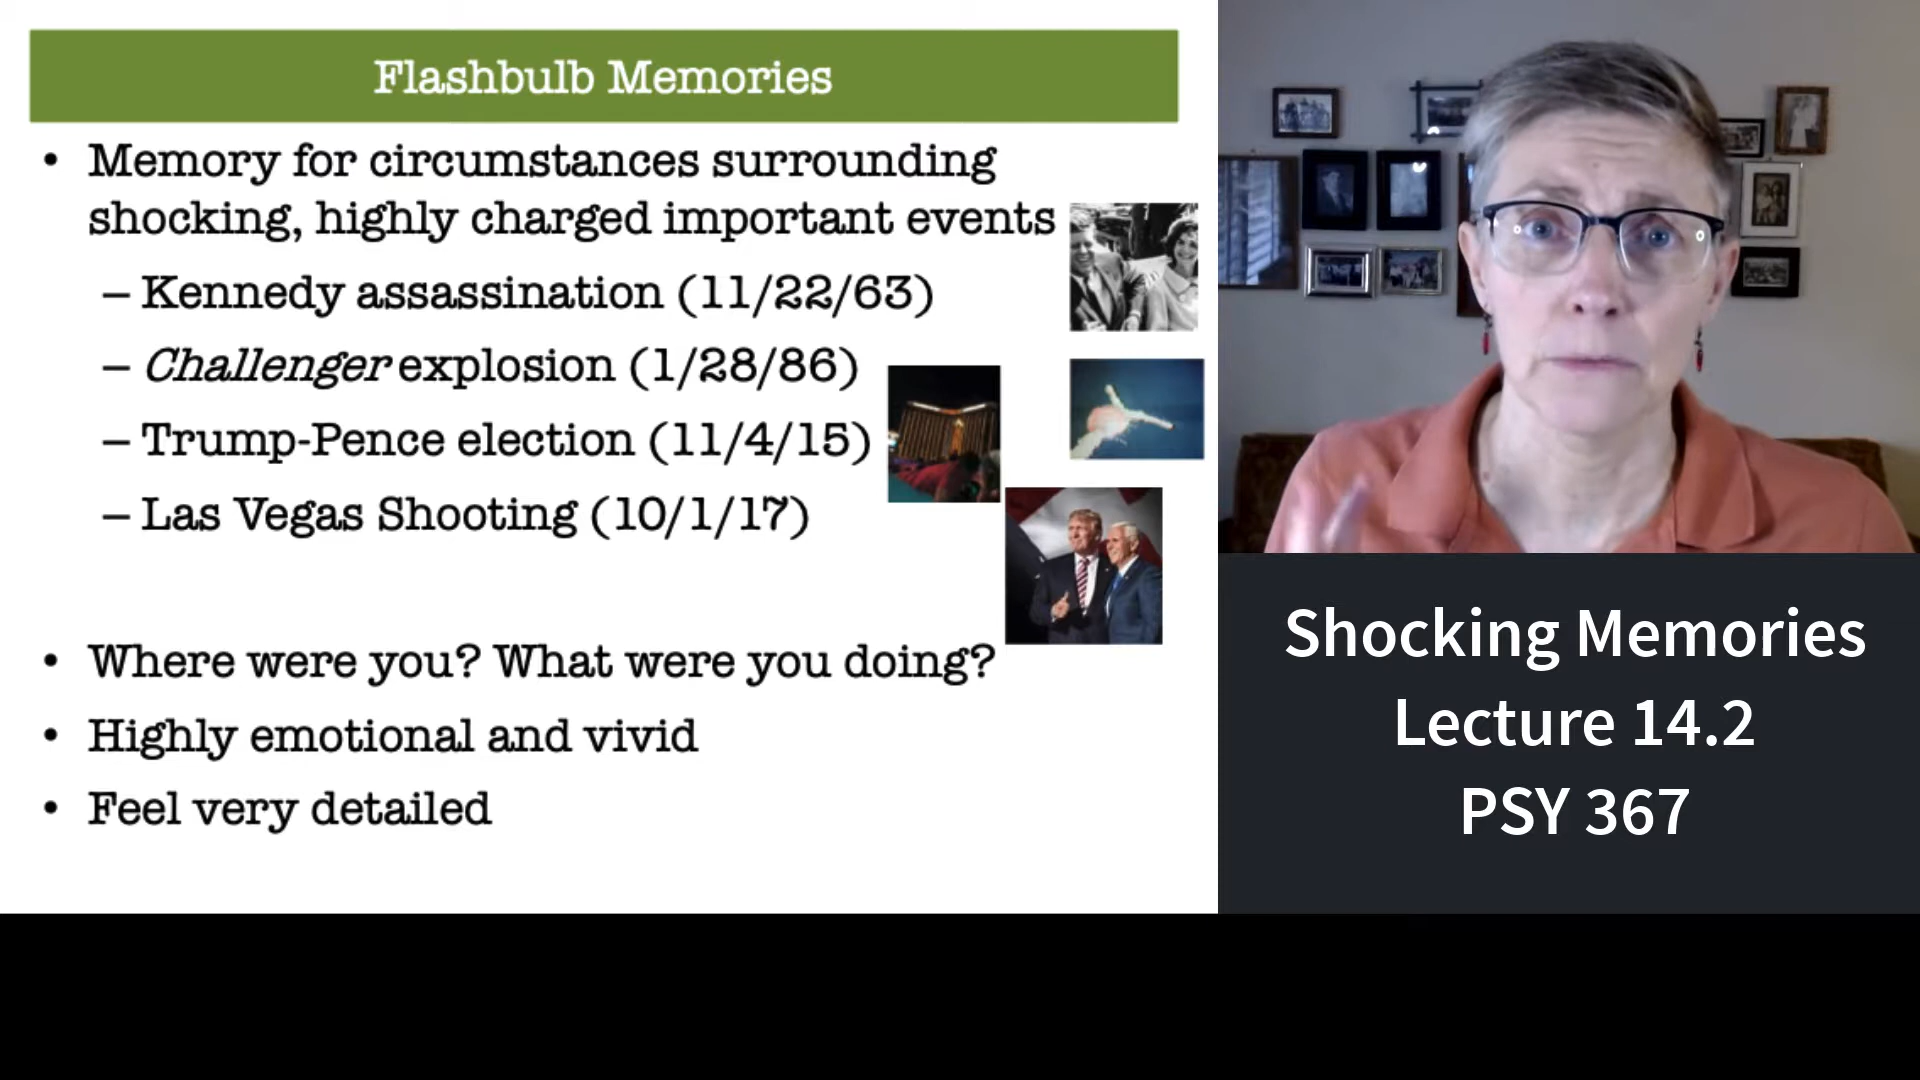 Flashbulb Memories
• Memory for circumstances surrounding
shocking, highly charged important events
– Kennedy assassination (11/22/63)
– Challenger explosion (1/28/86)
– Trump-Pence election (11/4/15)
– Las Vegas Shooting (10/1/17)
• Where were you? What were you doing?
• Highly emotional and vivid
• Feel very detailed
Shocking Memories
Lecture 14.2
PSY 367